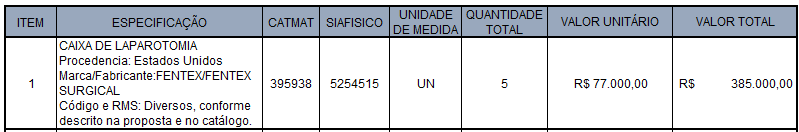 ITEM ESPECIFICAÇÃO CATMAT SIAFISICO UNIDADE DE MEDIDA QUANTIDADE TOTAL VALOR UNITÁRIO VALOR TOTAL
CAIXA DE LAPAROTOMIA
Procedencia: Estados Unidos
Marca/Fabricante:FENTEX/FENTEX
1 SURGICAL 395938 5254515 UN 5 R$ 77.000,00 R$ 385.000,00
Código e RMS: Diversos, conforme
descrito na proposta e no catálogo.